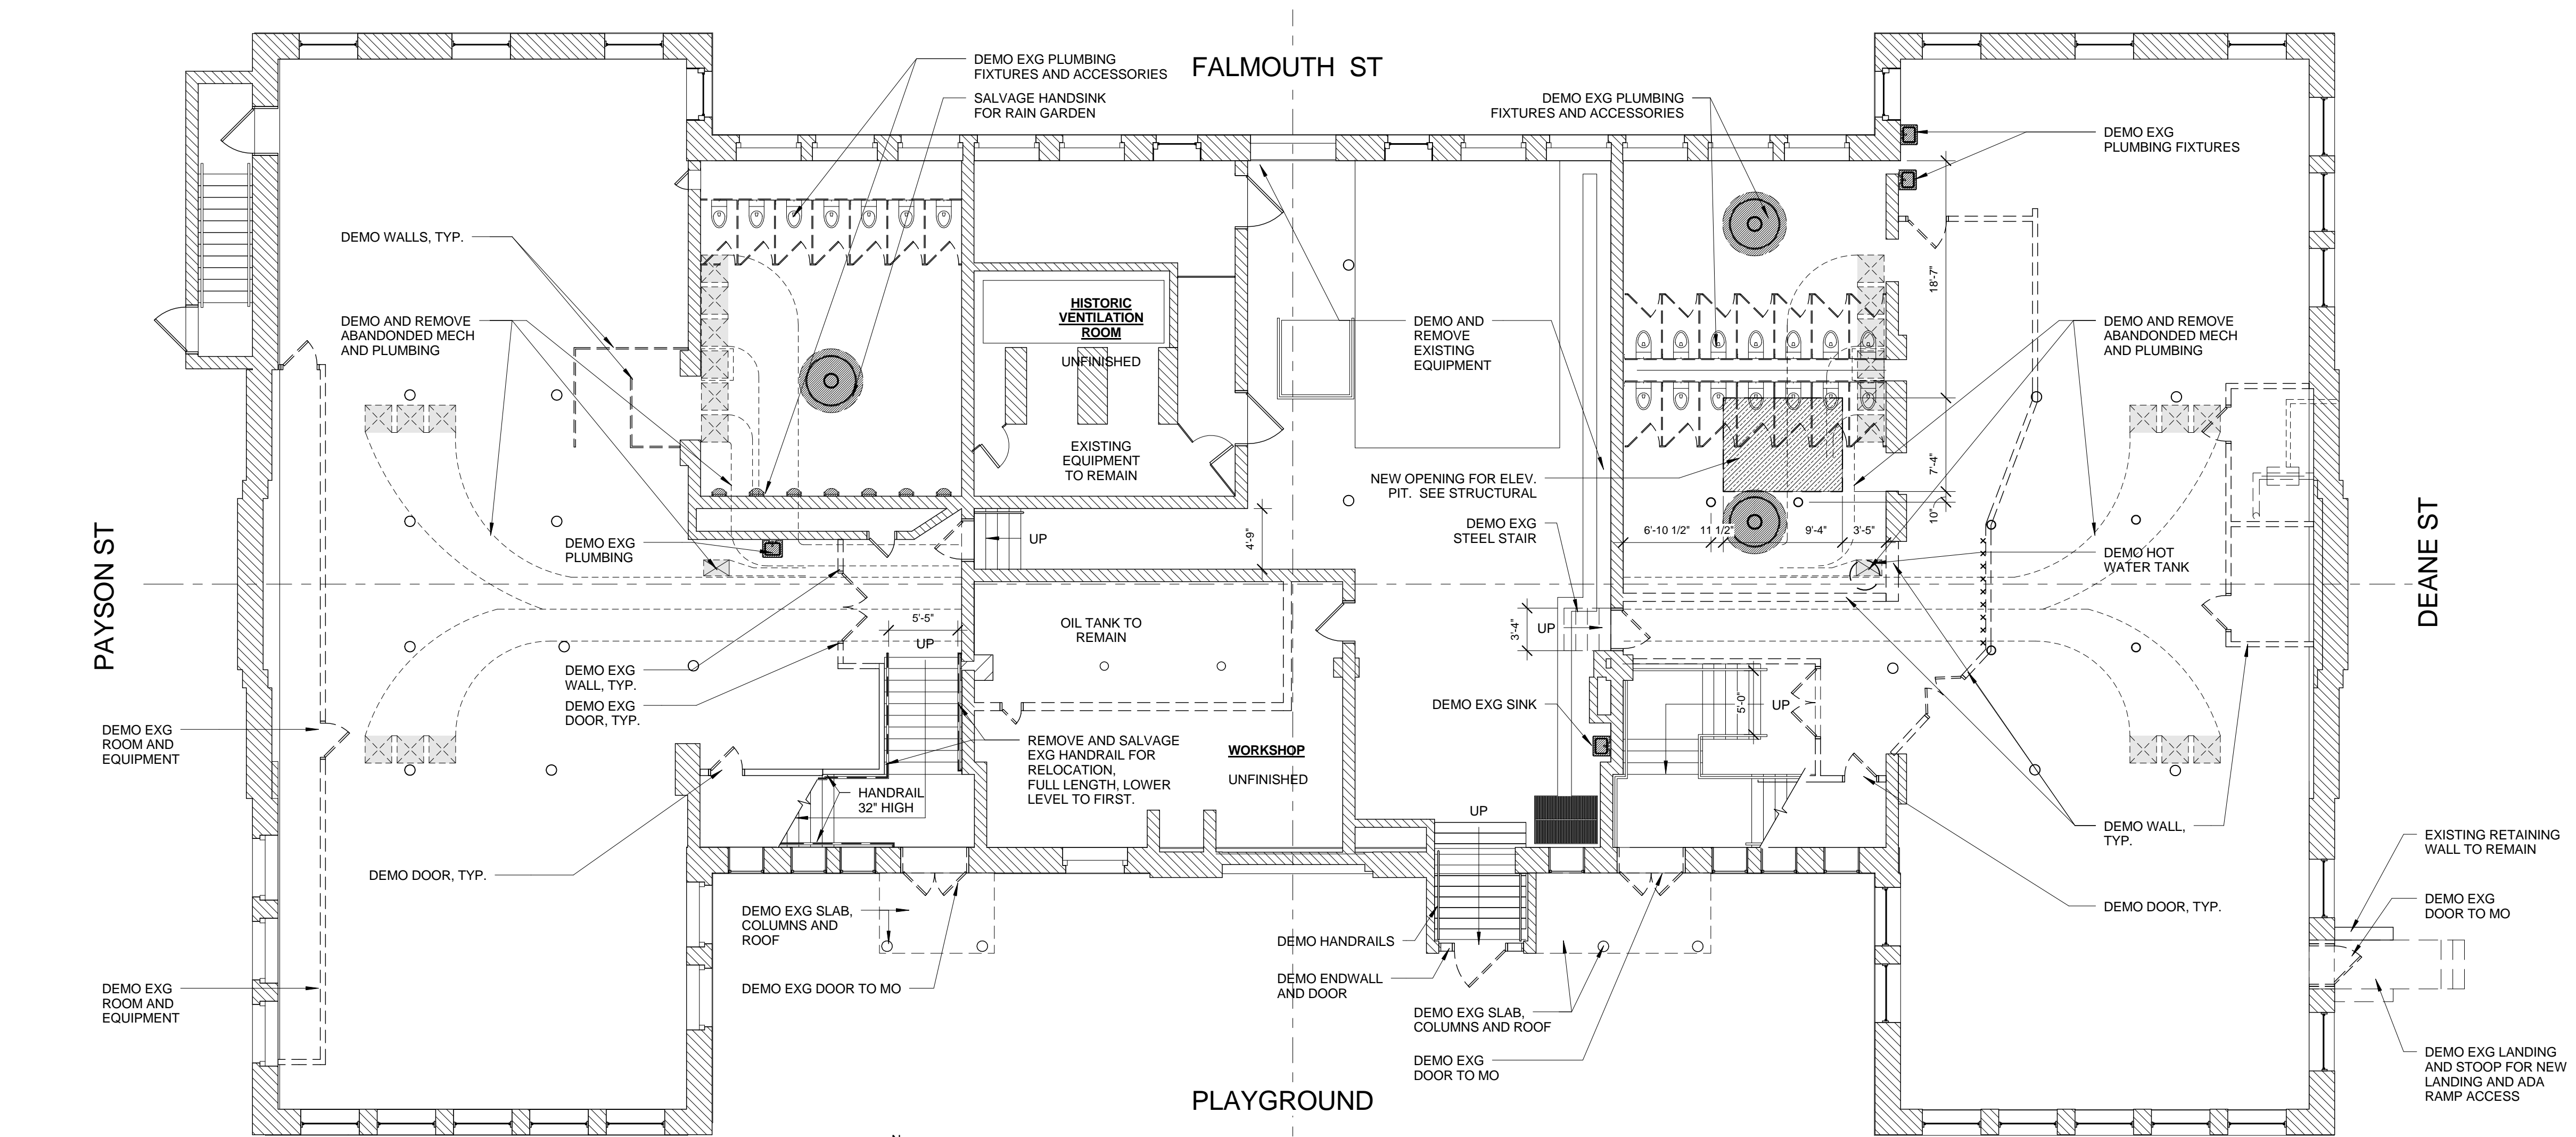 FALMOUTH ST
DEMO EXG PLUMBING
FIXTURES AND ACCESSORIES
SALVAGE HANDSINK
FOR RAIN GARDEN
DEMO EXG PLUMBING
FIXTURES AND ACCESSORIES
DEMO EXG
PLUMBING FIXTURES
DEMO WALLS, TYP.
DEMO AND REMOVE
ABANDONDED MECH
AND PLUMBING
HISTORIC
VENTILATION
ROOM
UNFINISHED
EXISTING
EQUIPMENT
TO REMAIN
DEMO AND
REMOVE
EXISTING
EQUIPMENT
18'-7"
DEMO AND REMOVE
ABANDONDED MECH
AND PLUMBING
NEW OPENING FOR ELEV.
PIT. SEE STRUCTURAL
7'-4"
10"
DEMO EXG
STEEL STAIR
6'-10 1/2"
11 1/2"
9'-4"
3'-5"
PAYSON ST
DEANE ST
DEMO EXG
PLUMBING
UP
4'-9"
DEMO HOT
WATER TANK
5'-5"
UP
OIL TANK TO
REMAIN
3'-4"
UP
DEMO EXG
WALL, TYP.
DEMO EXG
DOOR, TYP.
DEMO EXG SINK
5'-0"
UP
DEMO EXG
ROOM AND
EQUIPMENT
REMOVE AND SALVAGE
EXG HANDRAIL FOR
RELOCATION,
FULL LENGTH, LOWER
LEVEL TO FIRST.
WORKSHOP
UNFINISHED
HANDRAIL
32" HIGH
UP
DEMO WALL,
TYP.
EXISTING RETAINING
WALL TO REMAIN
DEMO DOOR, TYP.
DEMO EXG SLAB,
COLUMNS AND
ROOF
DEMO DOOR, TYP.
DEMO EXG
DOOR TO MO
DEMO HANDRAILS
DEMO EXG
ROOM AND
EQUIPMENT
DEMO EXG DOOR TO MO
DEMO ENDWALL
AND DOOR
DEMO EXG SLAB,
COLUMNS AND ROOF
DEMO EXG
DOOR TO MO
DEMO EXG LANDING
AND STOOP FOR NEW
LANDING AND ADA
RAMP ACCESS
PLAYGROUND